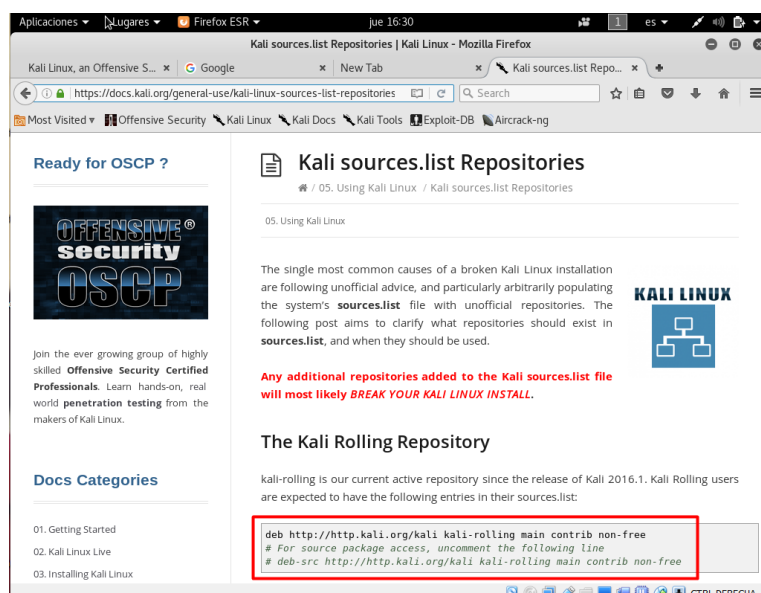 Aplicaciones Lugares Firefox ESR jue 16:30 1 es
Kali sources.list Repositories | Kali Linux - Mozilla Firefox
Kali Linux, an Offensive S... × Google × New Tab × Kali sources.list Repo... ×
https://docs.kali.org/general-use/kali-linux-sources-list-repositories Search
Most Visited Offensive Security Kali Linux Kali Docs Kali Tools Exploit-DB Aircrack-ng
Ready for OSCP ?
OFFENSIVE®
security
OSCP
Join the ever growing group of highly
skilled Offensive Security Certified
Professionals. Learn hands-on, real
world penetration testing from the
makers of Kali Linux.
Docs Categories
01. Getting Started
02. Kali Linux Live
03. Installing Kali Linux
Kali sources.list Repositories
/ 05. Using Kali Linux / Kali sources.list Repositories
05. Using Kali Linux
The single most common causes of a broken Kali Linux installation
are following unofficial advice, and particularly arbitrarily populating
the system's sources.list file with unofficial repositories. The
following post aims to clarify what repositories should exist in
sources.list, and when they should be used.
KALI LINUX
Any additional repositories added to the Kali sources.list file
will most likely BREAK YOUR KALI LINUX INSTALL.
The Kali Rolling Repository
kali-rolling is our current active repository since the release of Kali 2016.1. Kali Rolling users
are expected to have the following entries in their sources.list:
deb http://http.kali.org/kali kali-rolling main contrib non-free
# For source package access, uncomment the following line
# deb-src http://http.kali.org/kali kali-rolling main contrib non-free
CTRL DERECHA